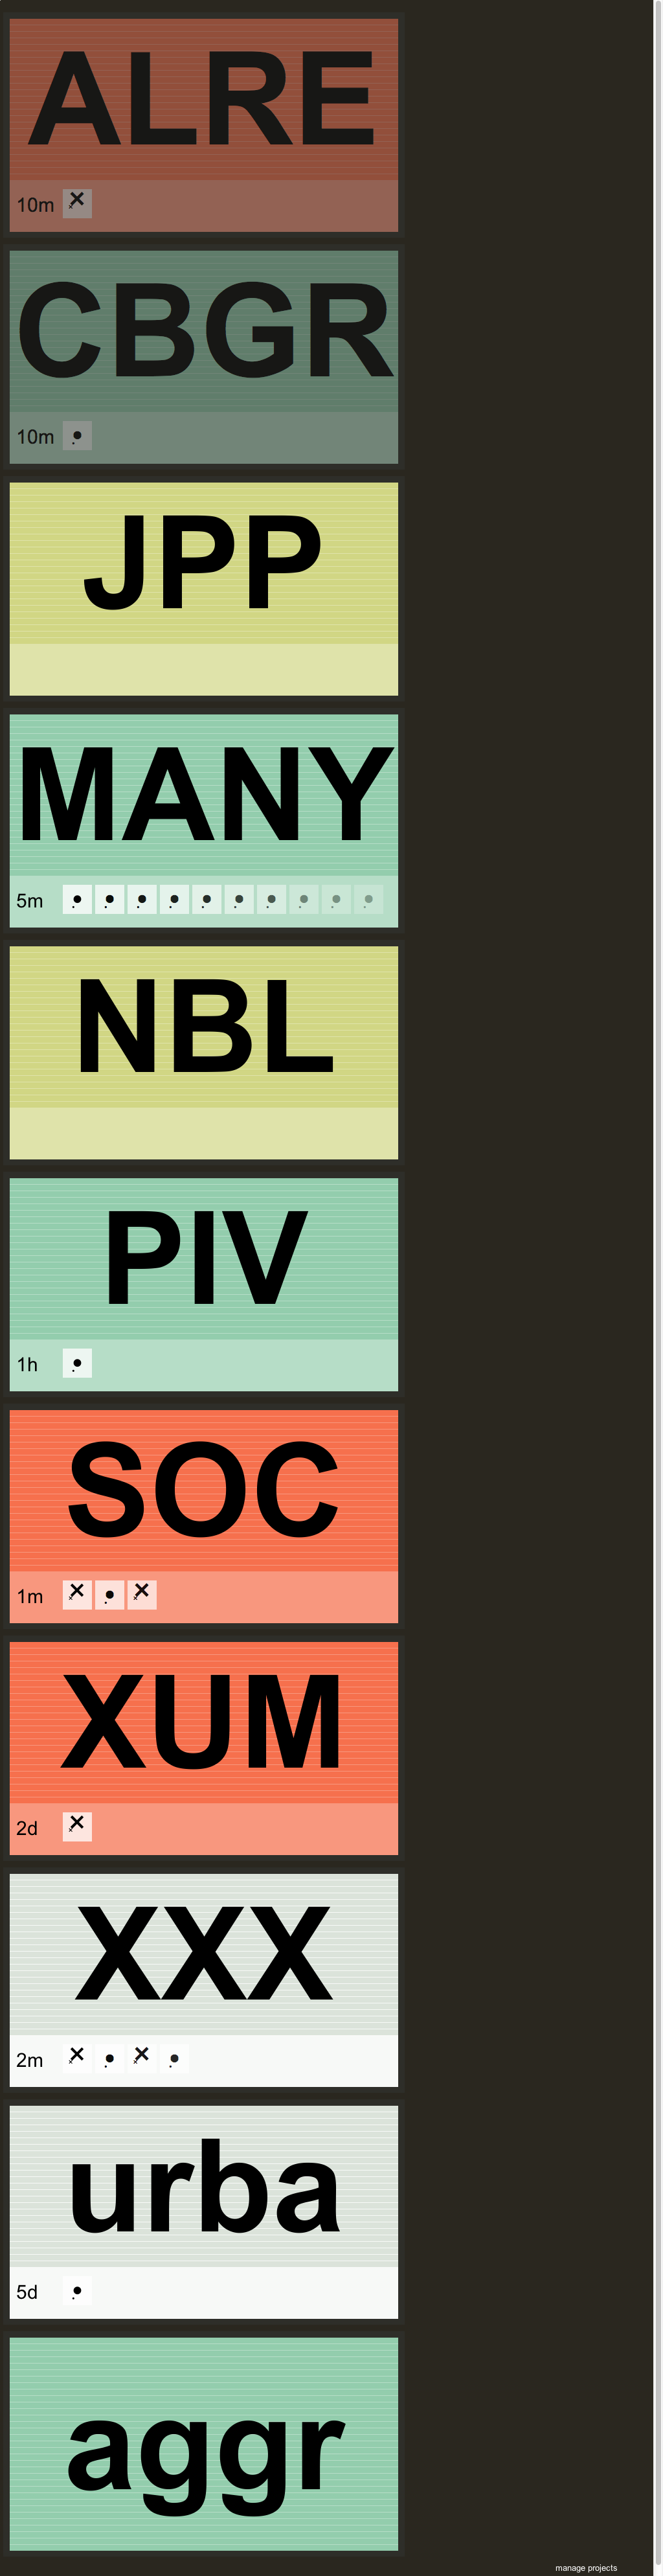 ALRE
10m
CBGR
10m
JPP
MANY
5m
NBL
PIV
1h
SOC
1m
XUM
2d
XXX
2m
urba
5d
aggr
manage projects